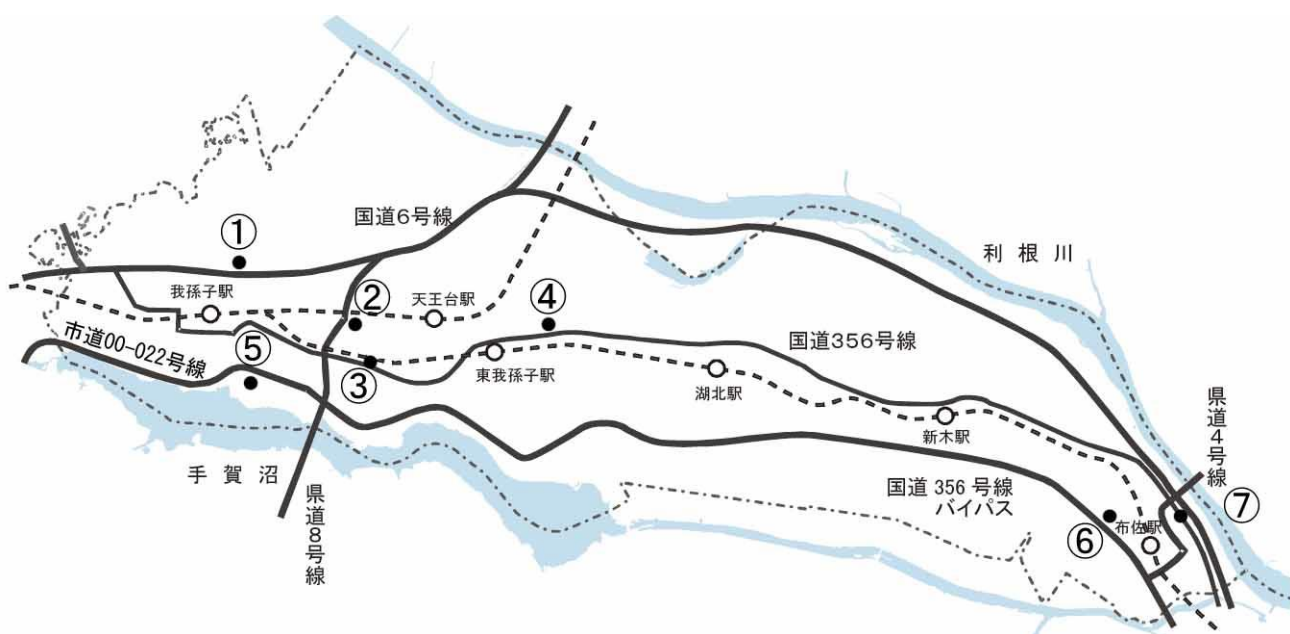 ①
国道6号線
利根川
我孫子駅
②
天王台駅
④
市道00-022号線
⑤
③
東我孫子駅
国道356号線
湖北駅
新木駅
県道4号線
手賀沼
県道8号線
国道356号線
バイパス
⑥
布佐駅
⑦